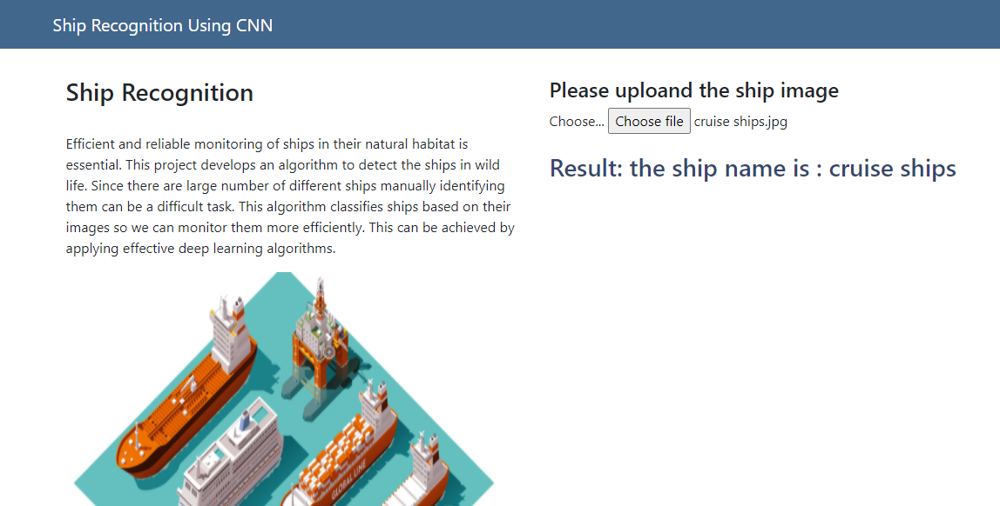 Ship Recognition Using CNN
Ship Recognition
Efficient and reliable monitoring of ships in their natural habitat is
essential. This project develops an algorithm to detect the ships in wild
life. Since there are large number of different ships manually identifying
them can be a difficult task. This algorithm classifies ships based on their
images so we can monitor them more efficiently. This can be achieved by
applying effective deep learning algorithms.
GLOBAL LINE
Please uploand the ship image
Choose... Choose file cruise ships.jpg
Result: the ship name is : cruise ships